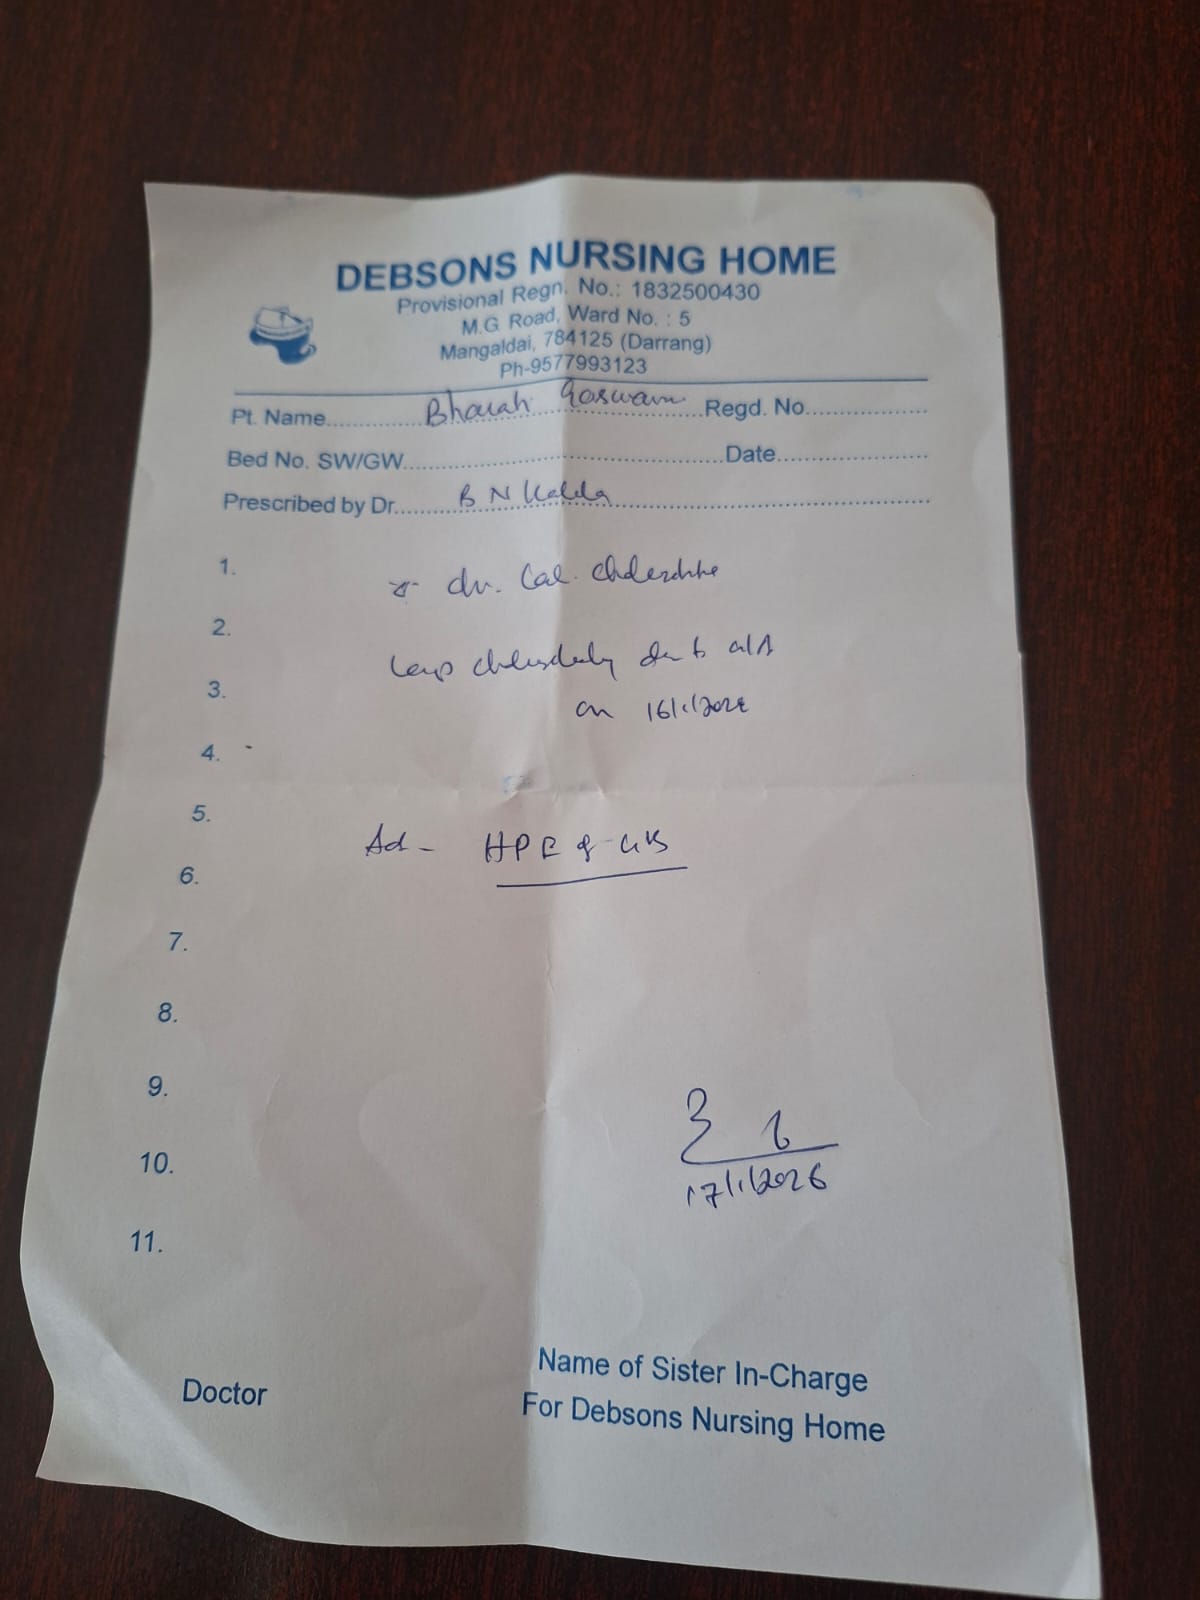 DEBSONS NURSING HOME
Provisional Regn. No.: 1832500430
M.G. Road, Ward No. : 5
Mangaldai, 784125 (Darrang)
Ph-9577993123
Pt. Name Goswami Regd. No.
Bed No. SW/GW Date
Prescribed by Dr. B N
1.
Cal.
2.
3.
on 16/1/2026
4.
5.
Ad - HPE of GB
6.
7.
8.
9.
10.
17/1/2026
11.
Doctor
Name of Sister In-Charge
For Debsons Nursing Home